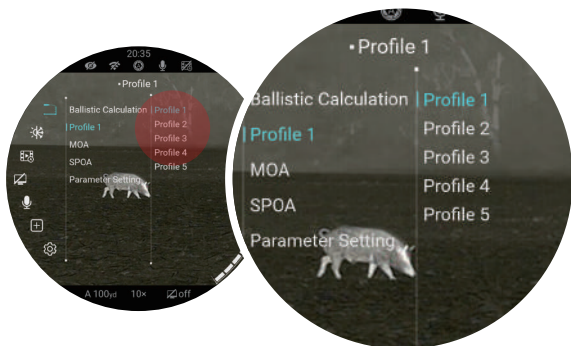 20:35
•Profile 1
Ballistic Calculation
Profile 1
MOA
SPOA
Parameter Setting
Profile 1
Profile 2
Profile 3
Profile 4
Profile 5
A 100yd 10× off
•Profile 1
Ballistic Calculation
Profile 1
MOA
SPOA
Parameter Setting
Profile 1
Profile 2
Profile 3
Profile 4
Profile 5